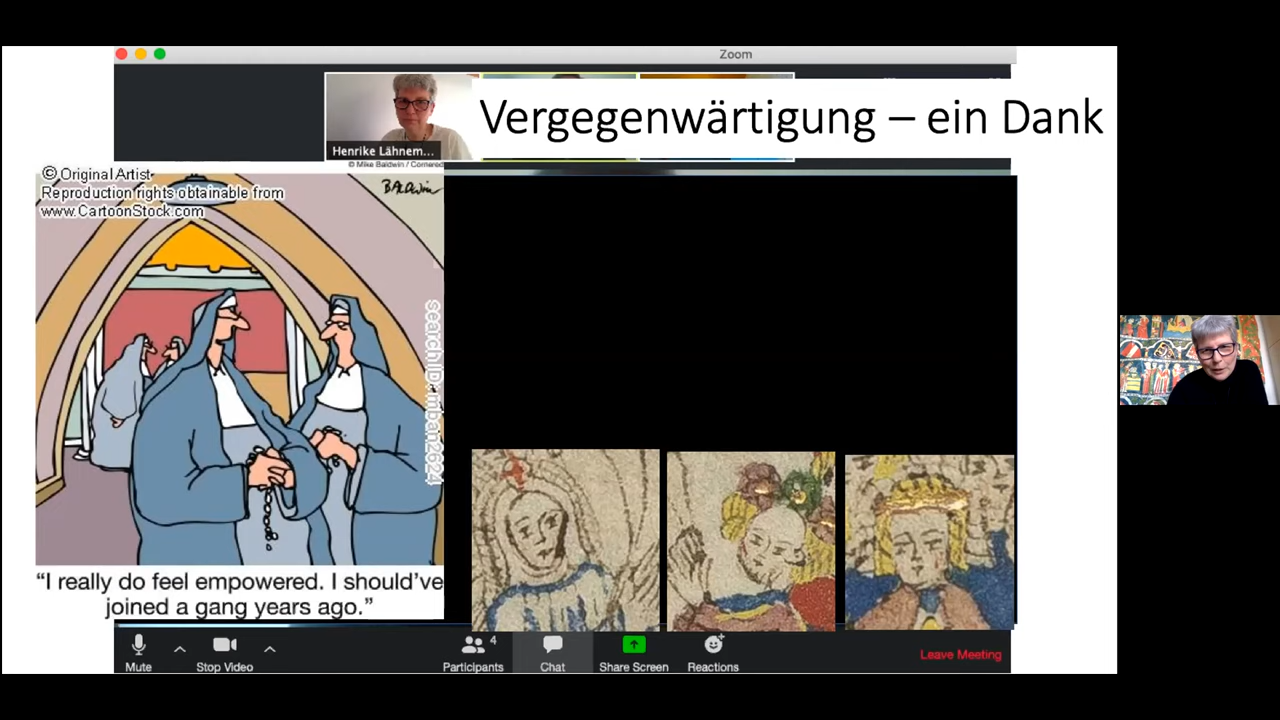 Zoom
Vergegenwärtigung – ein Dank
Henrike Lähnem...
© Mike Baldwin / Cornered
© Original Artist
Reproduction rights obtainable from
www.CartoonStock.com
BALDWIN
search ID: mban2624
“I really do feel empowered. I should’ve
joined a gang years ago.”
Mute
Stop Video
Participants
4
Chat
Share Screen
Reactions
Leave Meeting